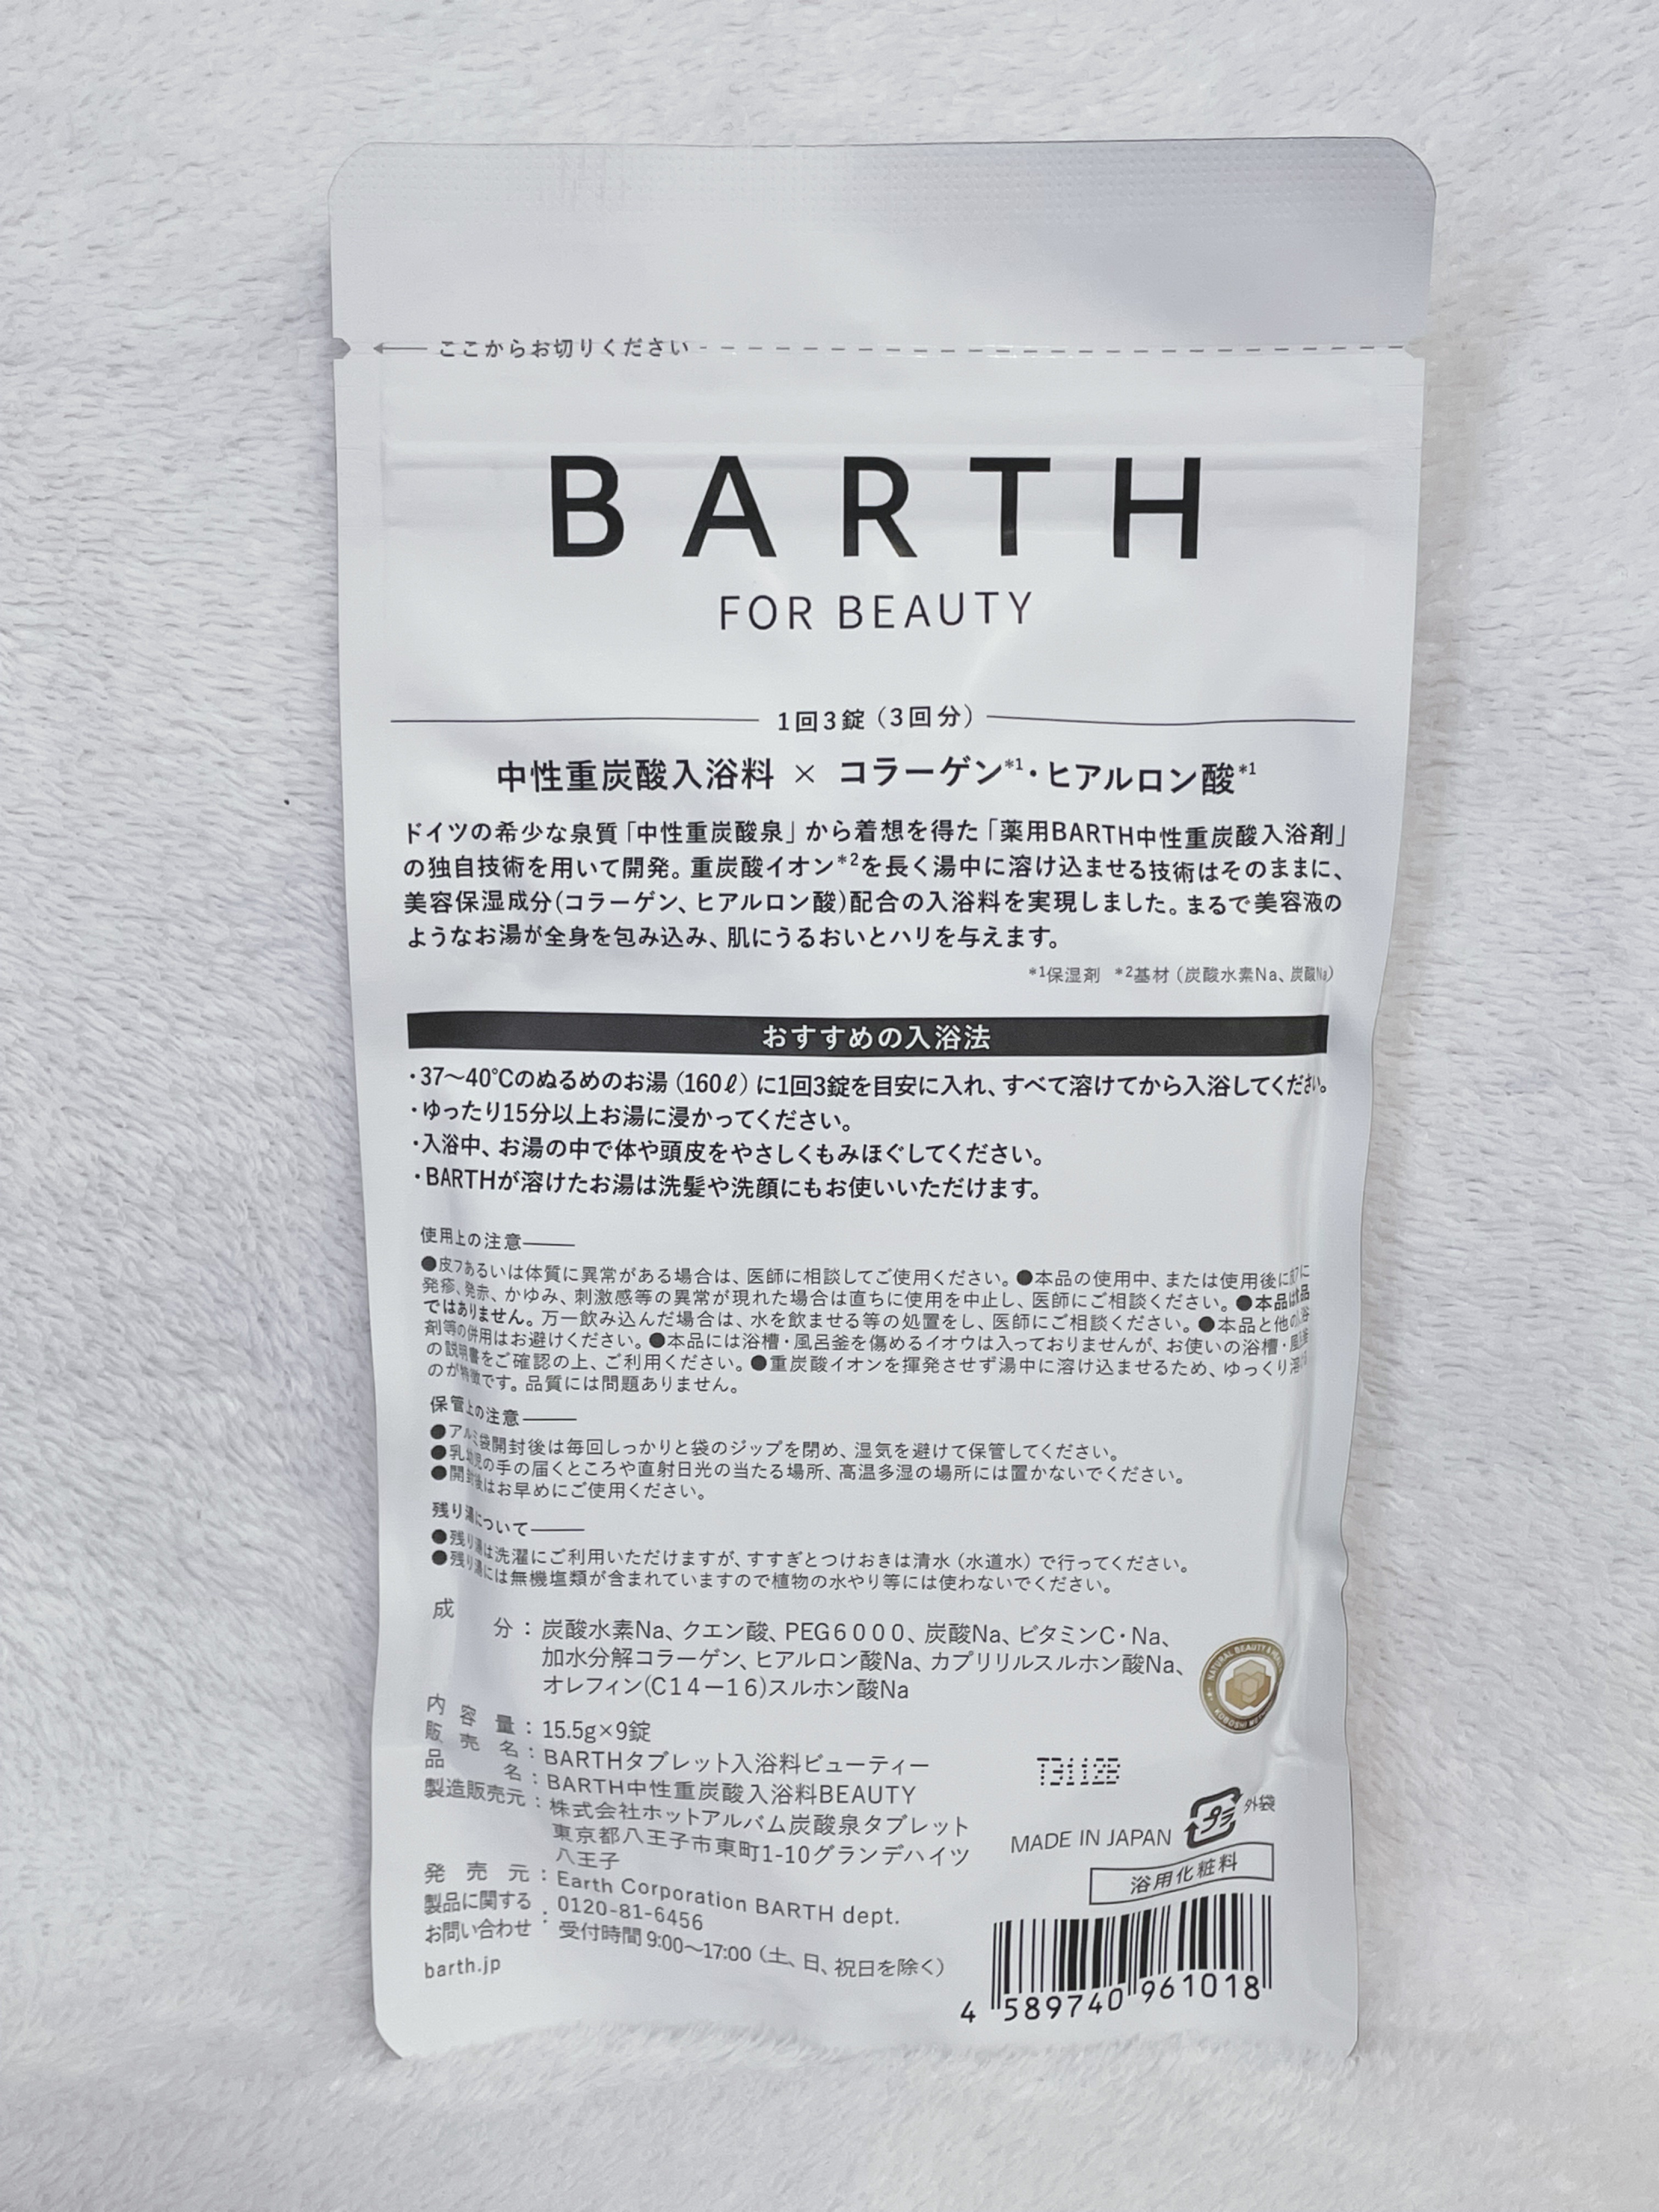 ここからお切りください
BARTH
FOR BEAUTY
1回3錠（3回分）
中性重炭酸入浴料 × コラーゲン*1・ヒアルロン酸*1
ドイツの希少な泉質「中性重炭酸泉」から着想を得た「薬用BARTH中性重炭酸入浴剤」
の独自技術を用いて開発。重炭酸イオン*2を長く湯中に溶け込ませる技術はそのままに、
美容保湿成分(コラーゲン、ヒアルロン酸)配合の入浴料を実現しました。まるで美容液の
ようなお湯が全身を包み込み、肌にうるおいとハリを与えます。
*1保湿剤 *2基材（炭酸水素Na、炭酸Na）
おすすめの入浴法
・37～40℃のぬるめのお湯（160ℓ）に1回3錠を目安に入れ、すべて溶けてから入浴してください。
・ゆったり15分以上お湯に浸かってください。
・入浴中、お湯の中で体や頭皮をやさしくもみほぐしてください。
・BARTHが溶けたお湯は洗髪や洗顔にもお使いいただけます。
使用上の注意
●皮フあるいは体質に異常がある場合は、医師に相談してご使用ください。●本品の使用中、または使用後に皮フに
発疹、発赤、かゆみ、刺激感等の異常が現れた場合は直ちに使用を中止し、医師にご相談ください。●本品は食品
ではありません。万一飲み込んだ場合は、水を飲ませる等の処置をし、医師にご相談ください。●本品と他の入浴
剤等の併用はお避けください。●本品には浴槽・風呂釜を傷めるイオウは入っておりませんが、お使いの浴槽・風呂釜
の説明書をご確認の上、ご利用ください。●重炭酸イオンを揮発させず湯中に溶け込ませるため、ゆっくり溶ける
のが特徴です。品質には問題ありません。
保管上の注意
●アルミ袋開封後は毎回しっかりと袋のジップを閉め、湿気を避けて保管してください。
●乳幼児の手の届くところや直射日光の当たる場所、高温多湿の場所には置かないでください。
●開封後はお早めにご使用ください。
残り湯について
●残り湯は洗濯にご利用いただけますが、すすぎとつけおきは清水（水道水）で行ってください。
●残り湯には無機塩類が含まれていますので植物の水やり等には使わないでください。
成分：炭酸水素Na、クエン酸、PEG6000、炭酸Na、ビタミンC・Na、
加水分解コラーゲン、ヒアルロン酸Na、カプリリルスルホン酸Na、
オレフィン(C14ー16)スルホン酸Na
内容量：15.5g×9錠
販売名：BARTHタブレット入浴料ビューティー
品名：BARTH中性重炭酸入浴料BEAUTY
製造販売元：株式会社ホットアルバム炭酸泉タブレット
東京都八王子市東町1-10グランデハイツ
八王子
発売元：Earth Corporation BARTH dept.
製品に関する
お問い合わせ：0120-81-6456
受付時間 9:00～17:00（土、日、祝日を除く）
barth.jp
T3112B
MADE IN JAPAN
プラ
外袋
浴用化粧料
4 589740 961018